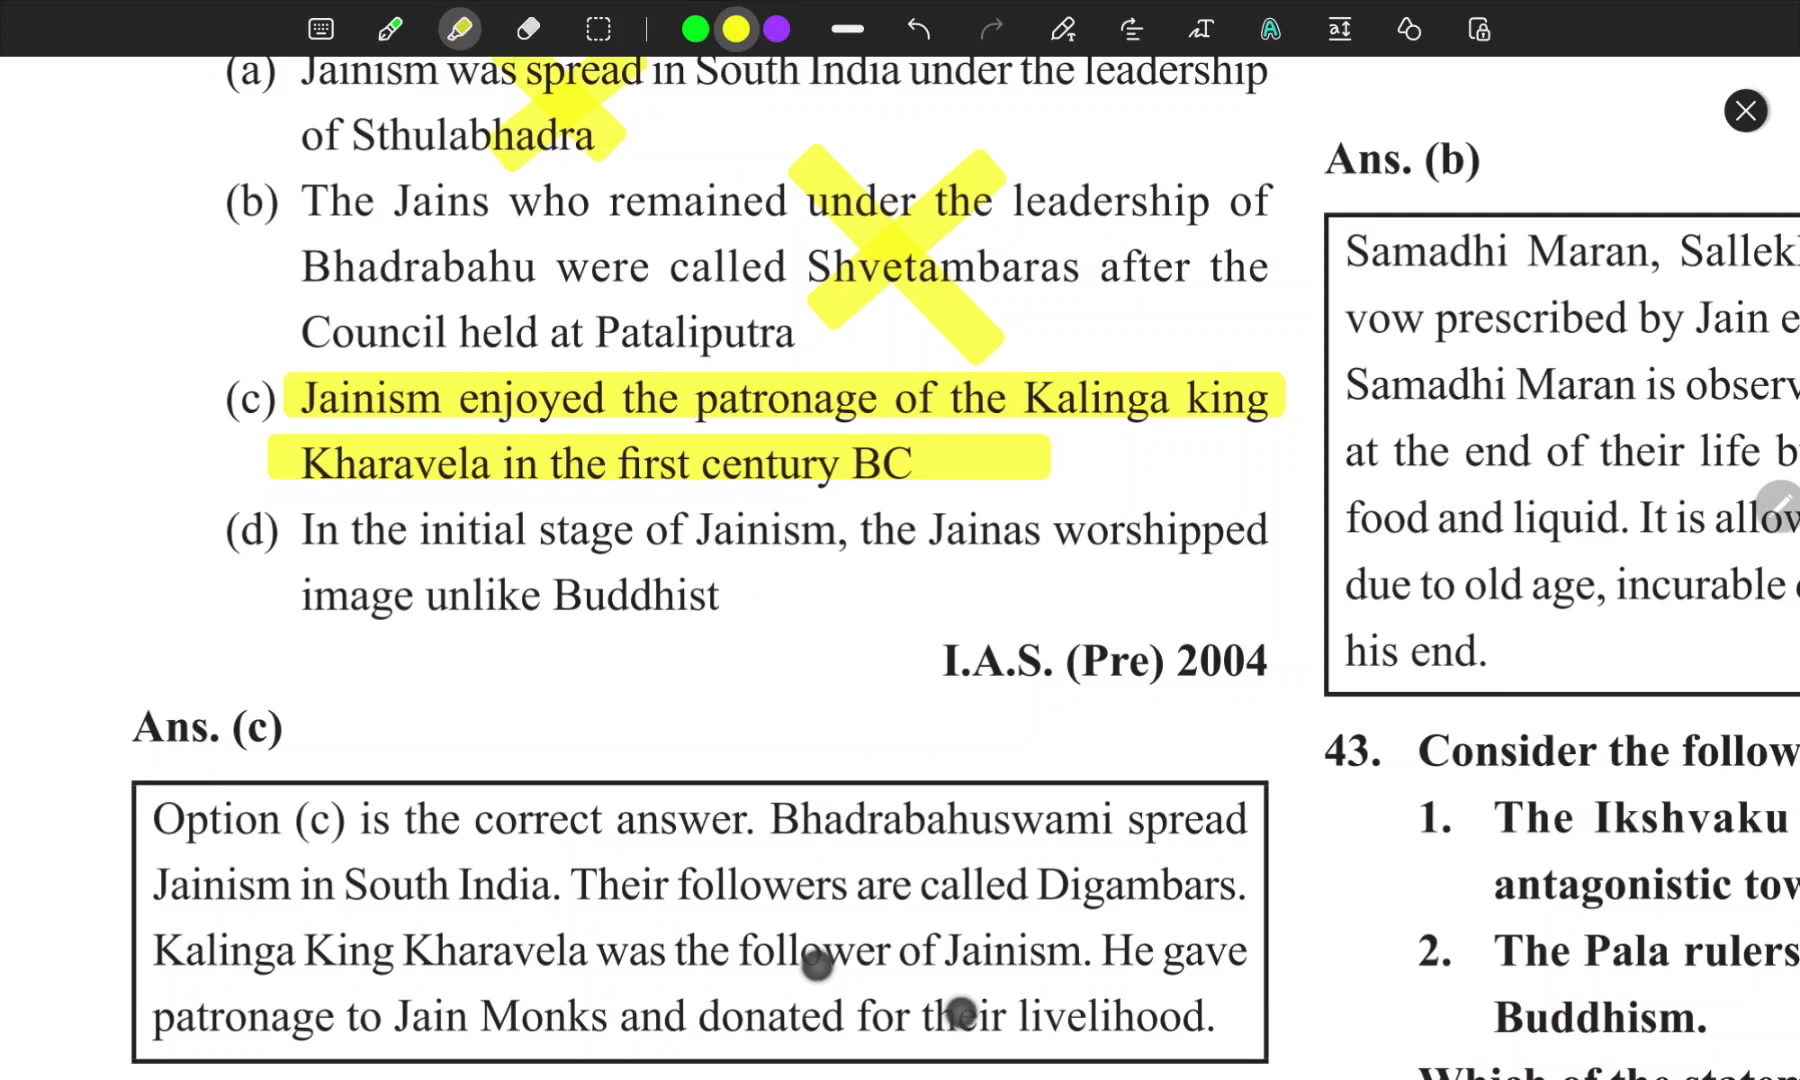 (a) Jainism was spread in South India under the leadership
of Sthulabhadra
(b) The Jains who remained under the leadership of
Bhadrabahu were called Shvetambaras after the
Council held at Pataliputra
(c) Jainism enjoyed the patronage of the Kalinga king
Kharavela in the first century BC
(d) In the initial stage of Jainism, the Jainas worshipped
image unlike Buddhist
I.A.S. (Pre) 2004
Ans. (c)
Option (c) is the correct answer. Bhadrabahuswami spread
Jainism in South India. Their followers are called Digambars.
Kalinga King Kharavela was the follower of Jainism. He gave
patronage to Jain Monks and donated for their livelihood.
Ans. (b)
Samadhi Maran,
vow prescribed by Jain
Samadhi Maran is
at the end of their life
food and liquid. It is
due to old age, incurable
his end.
43. Consider the
1. The Ikshvaku
antagonistic
2. The Pala rulers
Buddhism.